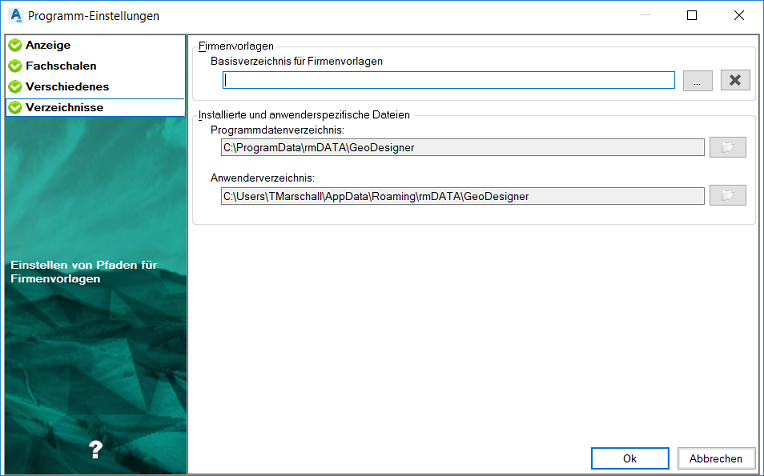 Programm-Einstellungen
Anzeige
Fachschalen
Verschiedenes
Verzeichnisse
Einstellen von Pfaden für
Firmenvorlagen
?
Firmenvorlagen
Basisverzeichnis für Firmenvorlagen
...
Installierte und anwenderspezifische Dateien
Programmdatenverzeichnis:
C:\ProgramData\rmDATA\GeoDesigner
Anwenderverzeichnis:
C:\Users\TMarschall\AppData\Roaming\rmDATA\GeoDesigner
Ok
Abbrechen